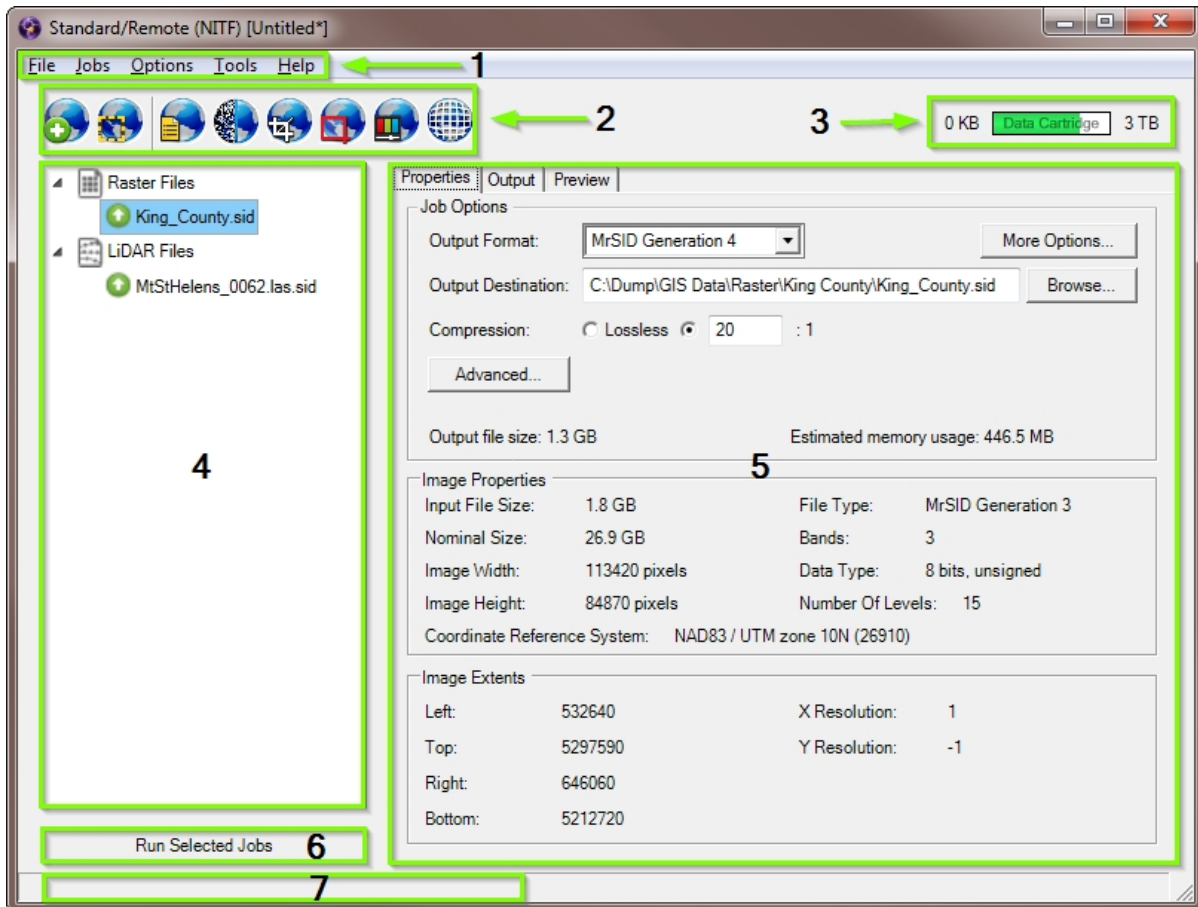 Standard/Remote (NITF) [Untitled*]
File Jobs Options Tools Help
1
2
3
0 KB Data Cartridge 3 TB
Raster Files
King_County.sid
LiDAR Files
MtStHelens_0062.las.sid
4
Properties Output Preview
Job Options
Output Format: MrSID Generation 4 More Options...
Output Destination: C:\Dump\GIS Data\Raster\King County\King_County.sid Browse...
Compression: Lossless 20 : 1
Advanced...
Output file size: 1.3 GB Estimated memory usage: 446.5 MB
5
Image Properties
Input File Size: 1.8 GB File Type: MrSID Generation 3
Nominal Size: 26.9 GB Bands: 3
Image Width: 113420 pixels Data Type: 8 bits, unsigned
Image Height: 84870 pixels Number Of Levels: 15
Coordinate Reference System: NAD83 / UTM zone 10N (26910)
Image Extents
Left: 532640 X Resolution: 1
Top: 5297590 Y Resolution: -1
Right: 646060
Bottom: 5212720
Run Selected Jobs 6
7